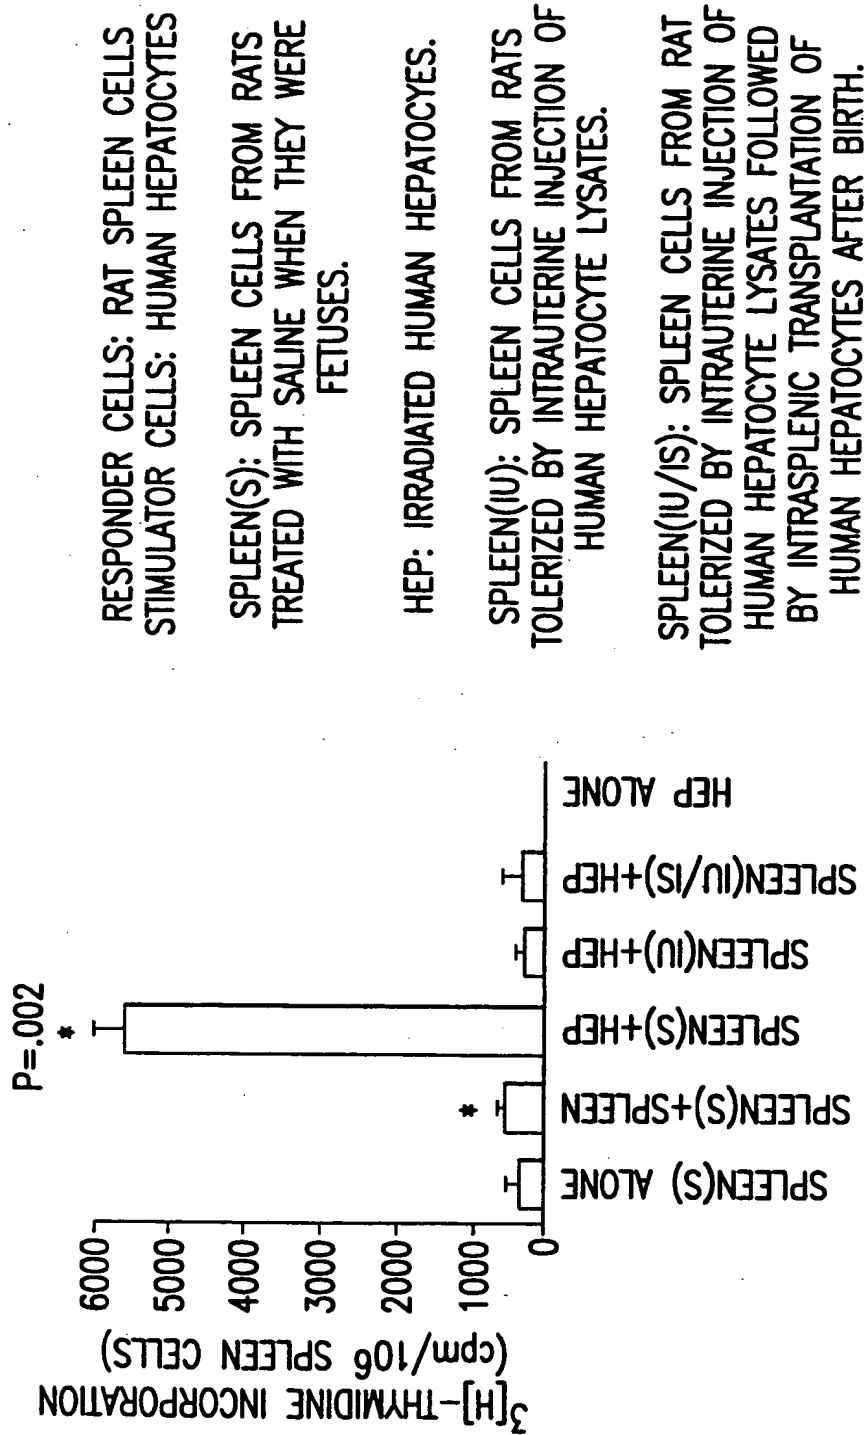 P=.002
*
*
3[H]-THYMIDINE INCORPORATION
(cpm/10⁶ SPLEEN CELLS)
6000
5000
4000
3000
2000
1000
0
SPLEEN(S) ALONE
SPLEEN(S)+SPLEEN
SPLEEN(S)+HEP
SPLEEN(IU)+HEP
SPLEEN(IU/IS)+HEP
HEP ALONE
RESPONDER CELLS: RAT SPLEEN CELLS
STIMULATOR CELLS: HUMAN HEPATOCYTES
SPLEEN(S): SPLEEN CELLS FROM RATS
TREATED WITH SALINE WHEN THEY WERE
FETUSES.
HEP: IRRADIATED HUMAN HEPATOCYES.
SPLEEN(IU): SPLEEN CELLS FROM RATS
TOLERIZED BY INTRAUTERINE INJECTION OF
HUMAN HEPATOCYTE LYSATES.
SPLEEN(IU/IS): SPLEEN CELLS FROM RAT
TOLERIZED BY INTRAUTERINE INJECTION OF
HUMAN HEPATOCYTE LYSATES FOLLOWED
BY INTRASPLENIC TRANSPLANTATION OF
HUMAN HEPATOCYTES AFTER BIRTH.